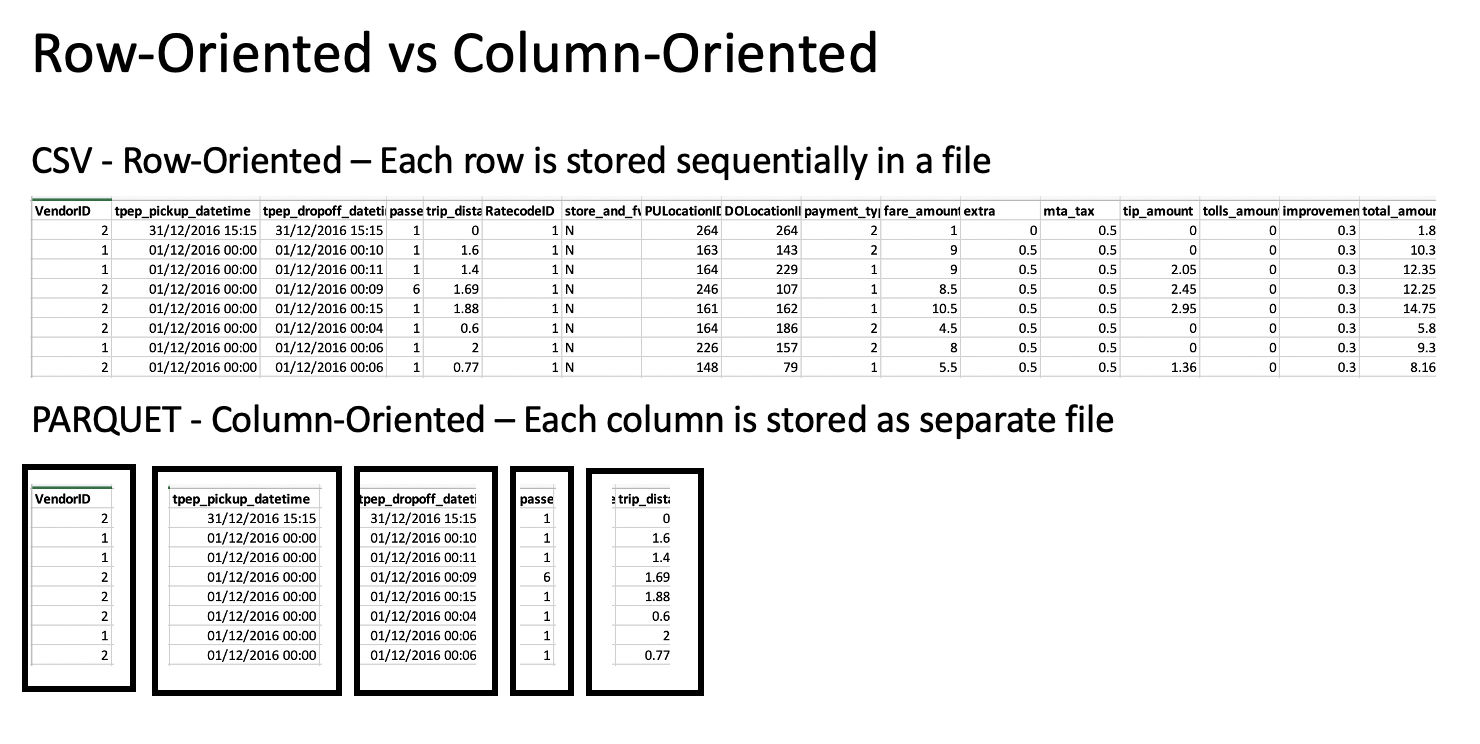 Row-Oriented vs Column-Oriented
CSV - Row-Oriented – Each row is stored sequentially in a file
VendorID tpep_pickup_datetime tpep_dropoff_dateti passe trip_dista RatecodeID store_and_fv PULocationID DOLocationID payment_typ fare_amount extra mta_tax tip_amount tolls_amoun improvemen total_amour
2 31/12/2016 15:15 31/12/2016 15:15 1 0 1 N 264 264 2 1 0 0.5 0 0 0.3 1.8
1 01/12/2016 00:00 01/12/2016 00:10 1 1.6 1 N 163 143 2 9 0.5 0.5 0 0 0.3 10.3
1 01/12/2016 00:00 01/12/2016 00:11 1 1.4 1 N 164 229 1 9 0.5 0.5 2.05 0 0.3 12.35
2 01/12/2016 00:00 01/12/2016 00:09 6 1.69 1 N 246 107 1 8.5 0.5 0.5 2.45 0 0.3 12.25
2 01/12/2016 00:00 01/12/2016 00:15 1 1.88 1 N 161 162 1 10.5 0.5 0.5 2.95 0 0.3 14.75
2 01/12/2016 00:00 01/12/2016 00:04 1 0.6 1 N 164 186 2 4.5 0.5 0.5 0 0 0.3 5.8
1 01/12/2016 00:00 01/12/2016 00:06 1 2 1 N 226 157 2 8 0.5 0.5 0 0 0.3 9.3
2 01/12/2016 00:00 01/12/2016 00:06 1 0.77 1 N 148 79 1 5.5 0.5 0.5 1.36 0 0.3 8.16
PARQUET - Column-Oriented – Each column is stored as separate file
VendorID tpep_pickup_datetime tpep_dropoff_dateti passe trip_dista
2 31/12/2016 15:15 31/12/2016 15:15 1 0
1 01/12/2016 00:00 01/12/2016 00:10 1 1.6
1 01/12/2016 00:00 01/12/2016 00:11 1 1.4
2 01/12/2016 00:00 01/12/2016 00:09 6 1.69
2 01/12/2016 00:00 01/12/2016 00:15 1 1.88
2 01/12/2016 00:00 01/12/2016 00:04 1 0.6
1 01/12/2016 00:00 01/12/2016 00:06 1 2
2 01/12/2016 00:00 01/12/2016 00:06 1 0.77